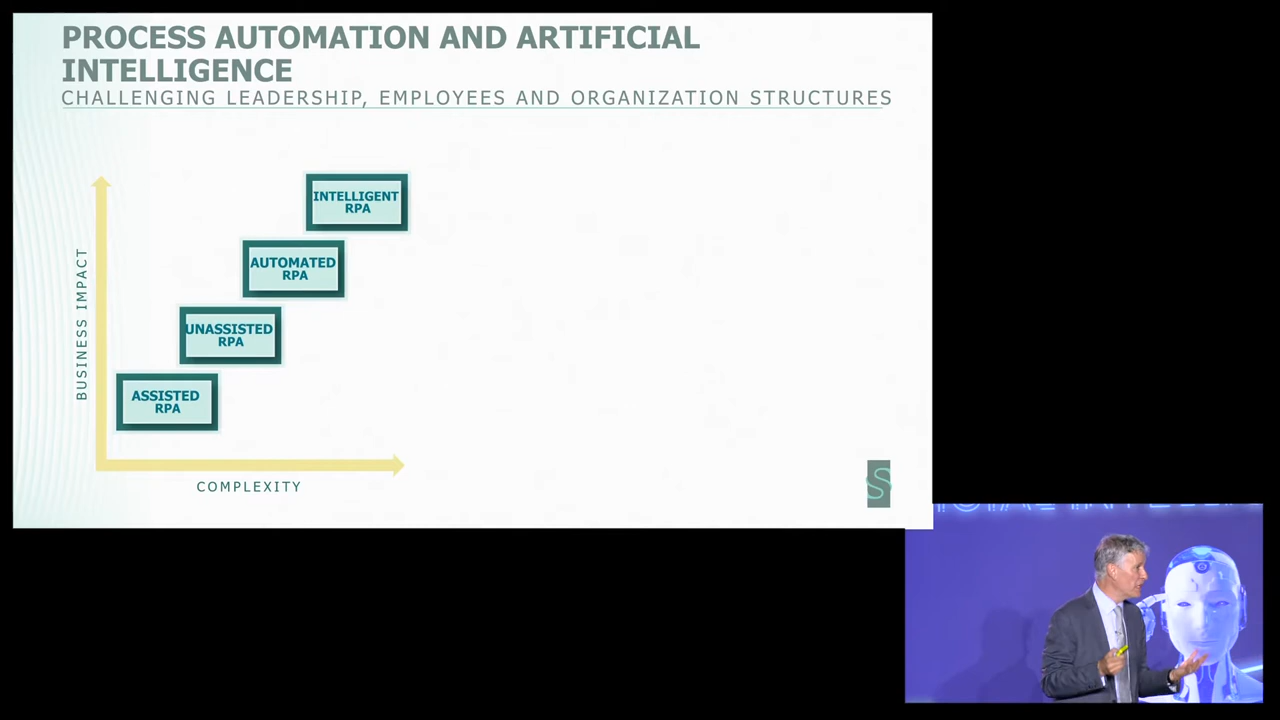 PROCESS AUTOMATION AND ARTIFICIAL
INTELLIGENCE
CHALLENGING LEADERSHIP, EMPLOYEES AND ORGANIZATION STRUCTURES
INTELLIGENT
RPA
AUTOMATED
RPA
UNASSISTED
RPA
ASSISTED
RPA
BUSINESS IMPACT
COMPLEXITY
S